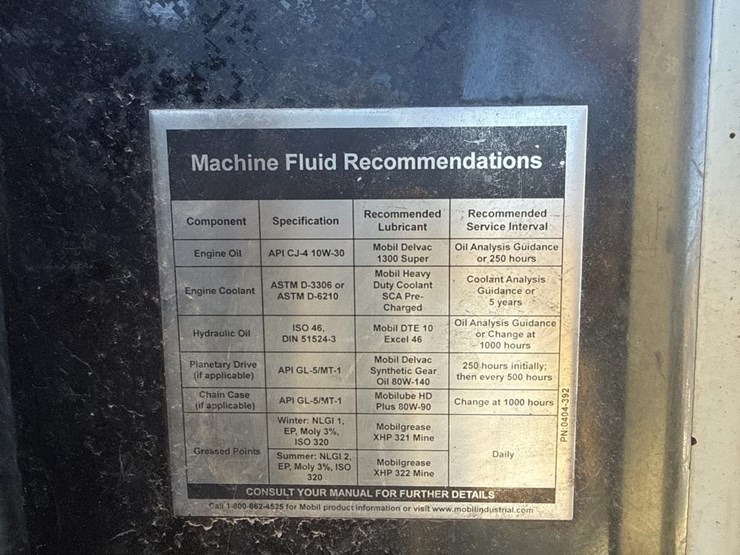 Machine Fluid Recommendations
Component Specification Recommended Lubricant Recommended Service Interval
Engine Oil API CJ-4 10W-30 Mobil Delvac 1300 Super Oil Analysis Guidance or 250 hours
Engine Coolant ASTM D-3306 or ASTM D-6210 Mobil Heavy Duty Coolant SCA Pre-Charged Coolant Analysis Guidance or 5 years
Hydraulic Oil ISO 46, DIN 51524-3 Mobil DTE 10 Excel 46 Oil Analysis Guidance or Change at 1000 hours
Planetary Drive (if applicable) API GL-5/MT-1 Mobil Delvac Synthetic Gear Oil 80W-140 250 hours initially; then every 500 hours
Chain Case (if applicable) API GL-5/MT-1 Mobilube HD Plus 80W-90 Change at 1000 hours
Greased Points Winter: NLGI 1, EP, Moly 3%, ISO 320 Mobilgrease XHP 321 Mine Daily
Summer: NLGI 2, EP, Moly 3%, ISO 320 Mobilgrease XHP 322 Mine
CONSULT YOUR MANUAL FOR FURTHER DETAILS
Call 1-800-662-4525 for Mobil product information or visit www.mobilindustrial.com
PN:0404-392